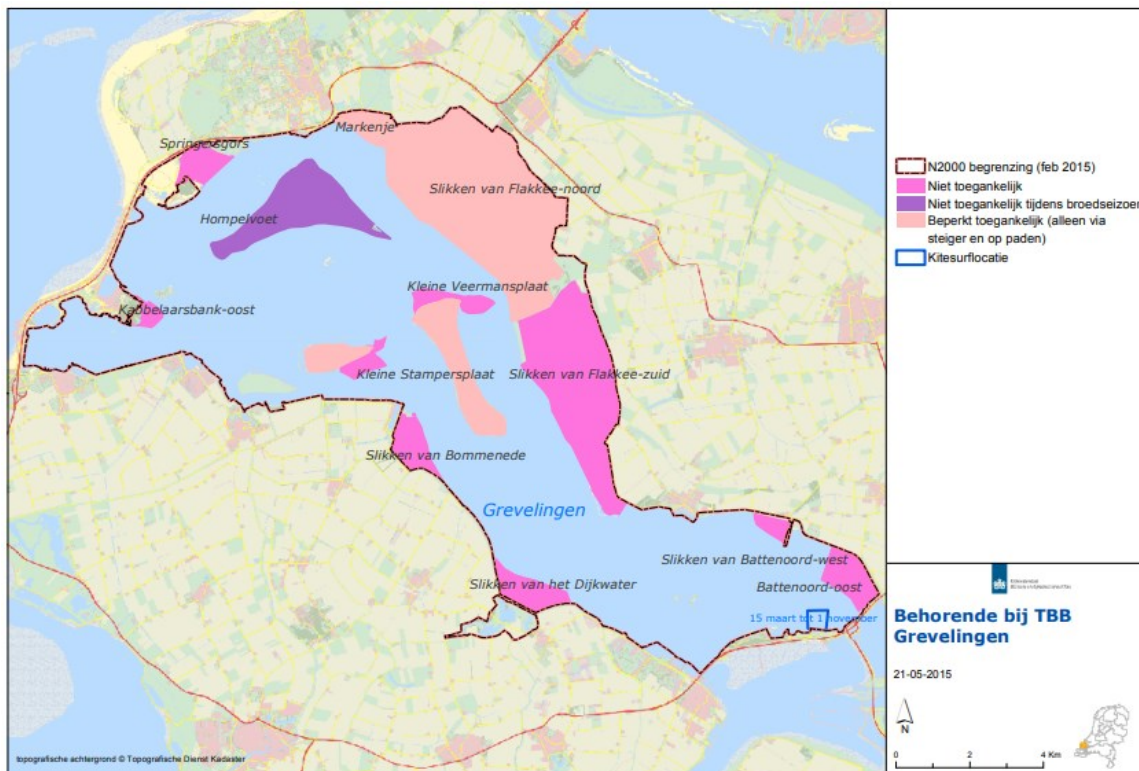 Springersgors
Markenje
Slikken van Flakkee-noord
Hompelvoet
Kabbelaarsbank-oost
Kleine Veermansplaat
Kleine Stampersplaat
Slikken van Flakkee-zuid
Slikken van Bommenede
Grevelingen
Slikken van Battenoord-west
Slikken van het Dijkwater
Battenoord-oost
15 maart tot 1 november
topografische achtergrond © Topografische Dienst Kadaster
N2000 begrenzing (feb 2015)
Niet toegankelijk
Niet toegankelijk tijdens broedseizoen
Beperkt toegankelijk (alleen via
steiger en op paden)
Kitesurflocatie
Behorende bij TBB
Grevelingen
21-05-2015
N
0 2 4 Km